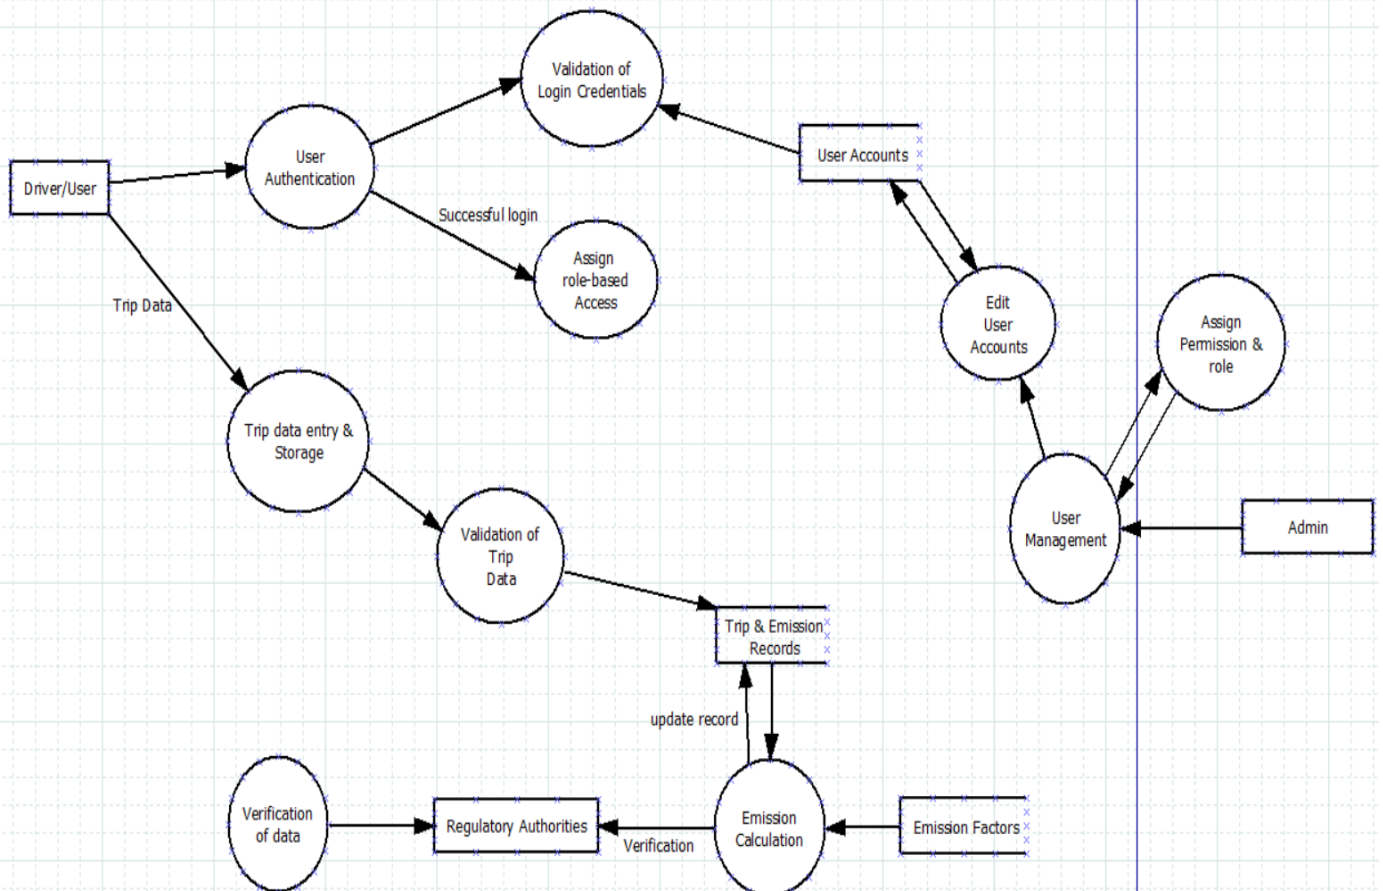 Validation of
Login Credentials
User Accounts
User
Authentication
Driver/User
Successful login
Assign
role-based
Access
Trip Data
Edit
User
Accounts
Assign
Permission &
role
Trip data entry &
Storage
User
Management
Admin
Validation of
Trip
Data
Trip & Emission
Records
update record
Verification
of data
Regulatory Authorities
Verification
Emission
Calculation
Emission Factors